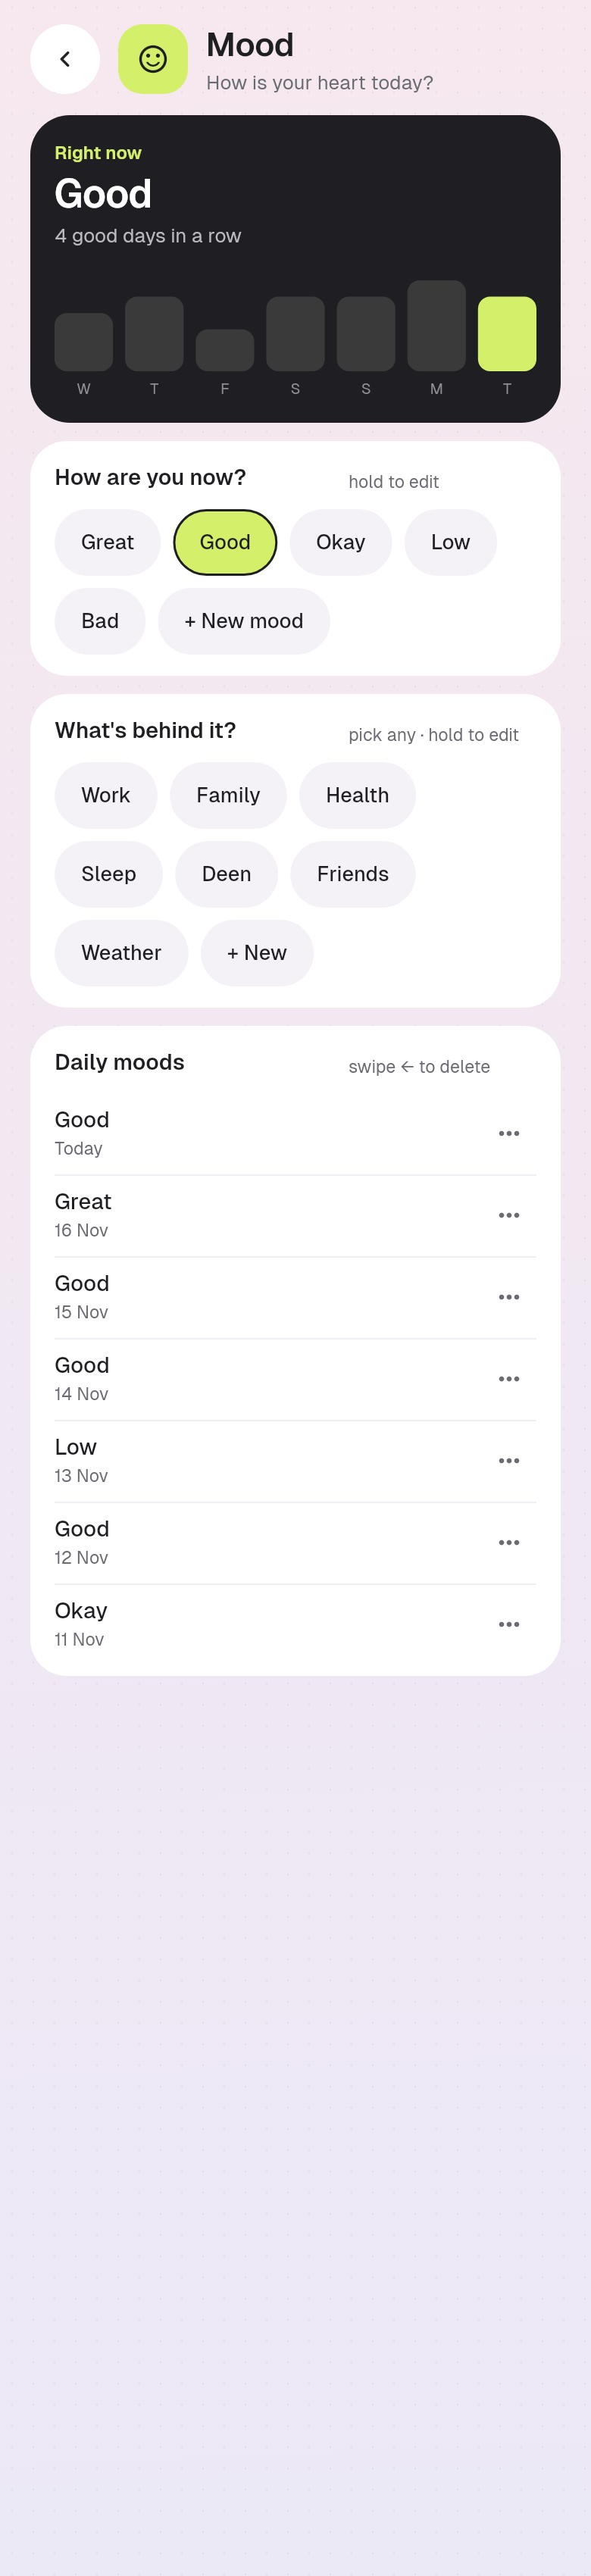 Mood
How is your heart today?
Right now
Good
4 good days in a row
W T F S S M T
How are you now? hold to edit
Great Good Okay Low
Bad + New mood
What's behind it? pick any · hold to edit
Work Family Health
Sleep Deen Friends
Weather + New
Daily moods swipe ← to delete
Good
Today
Great
16 Nov
Good
15 Nov
Good
14 Nov
Low
13 Nov
Good
12 Nov
Okay
11 Nov